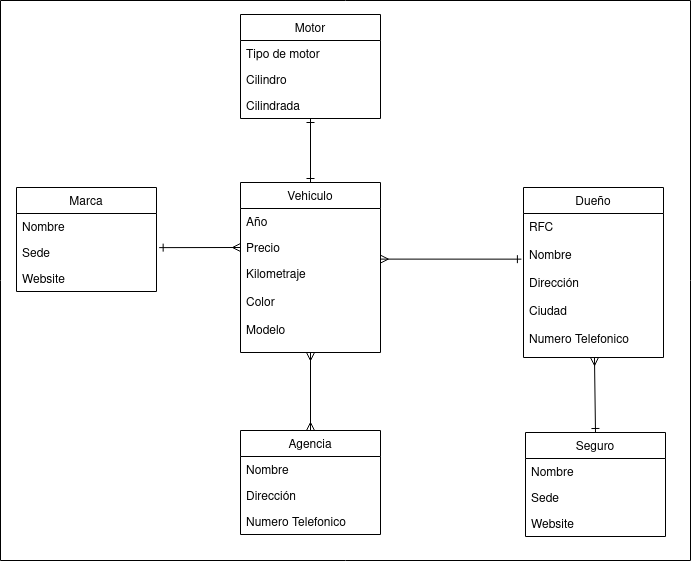 Motor
Tipo de motor
Cilindro
Cilindrada
Marca
Nombre
Sede
Website
Vehiculo
Año
Precio
Kilometraje
Color
Modelo
Dueño
RFC
Nombre
Dirección
Ciudad
Numero Telefonico
Agencia
Nombre
Dirección
Numero Telefonico
Seguro
Nombre
Sede
Website